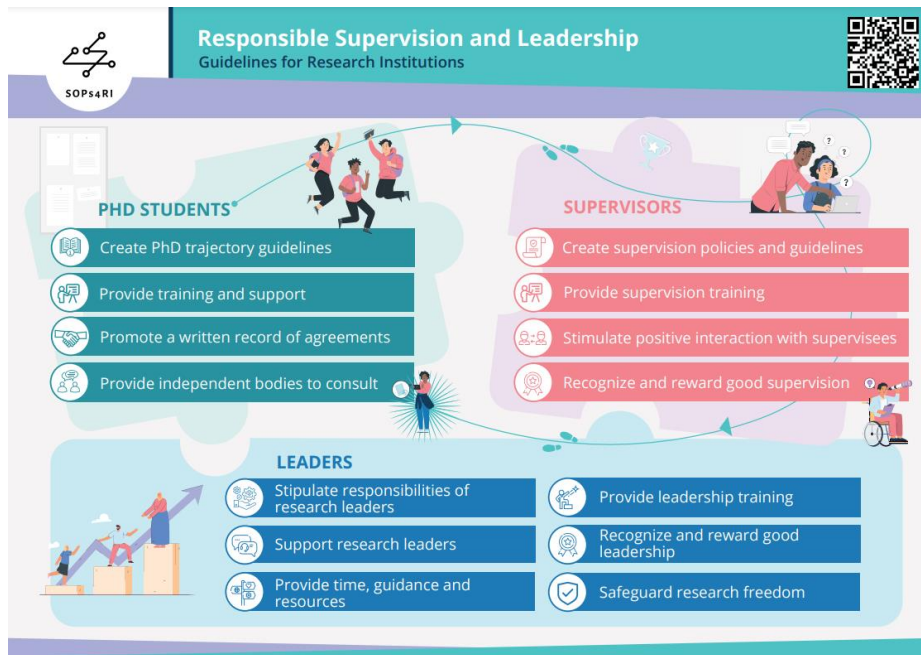 Responsible Supervision and Leadership
Guidelines for Research Institutions
SOPs4RI
PHD STUDENTS
Create PhD trajectory guidelines
Provide training and support
Promote a written record of agreements
Provide independent bodies to consult
SUPERVISORS
Create supervision policies and guidelines
Provide supervision training
Stimulate positive interaction with supervisees
Recognize and reward good supervision
? 
?
?
?
LEADERS
Stipulate responsibilities of
research leaders
Support research leaders
Provide time, guidance and
resources
Provide leadership training
Recognize and reward good
leadership
Safeguard research freedom